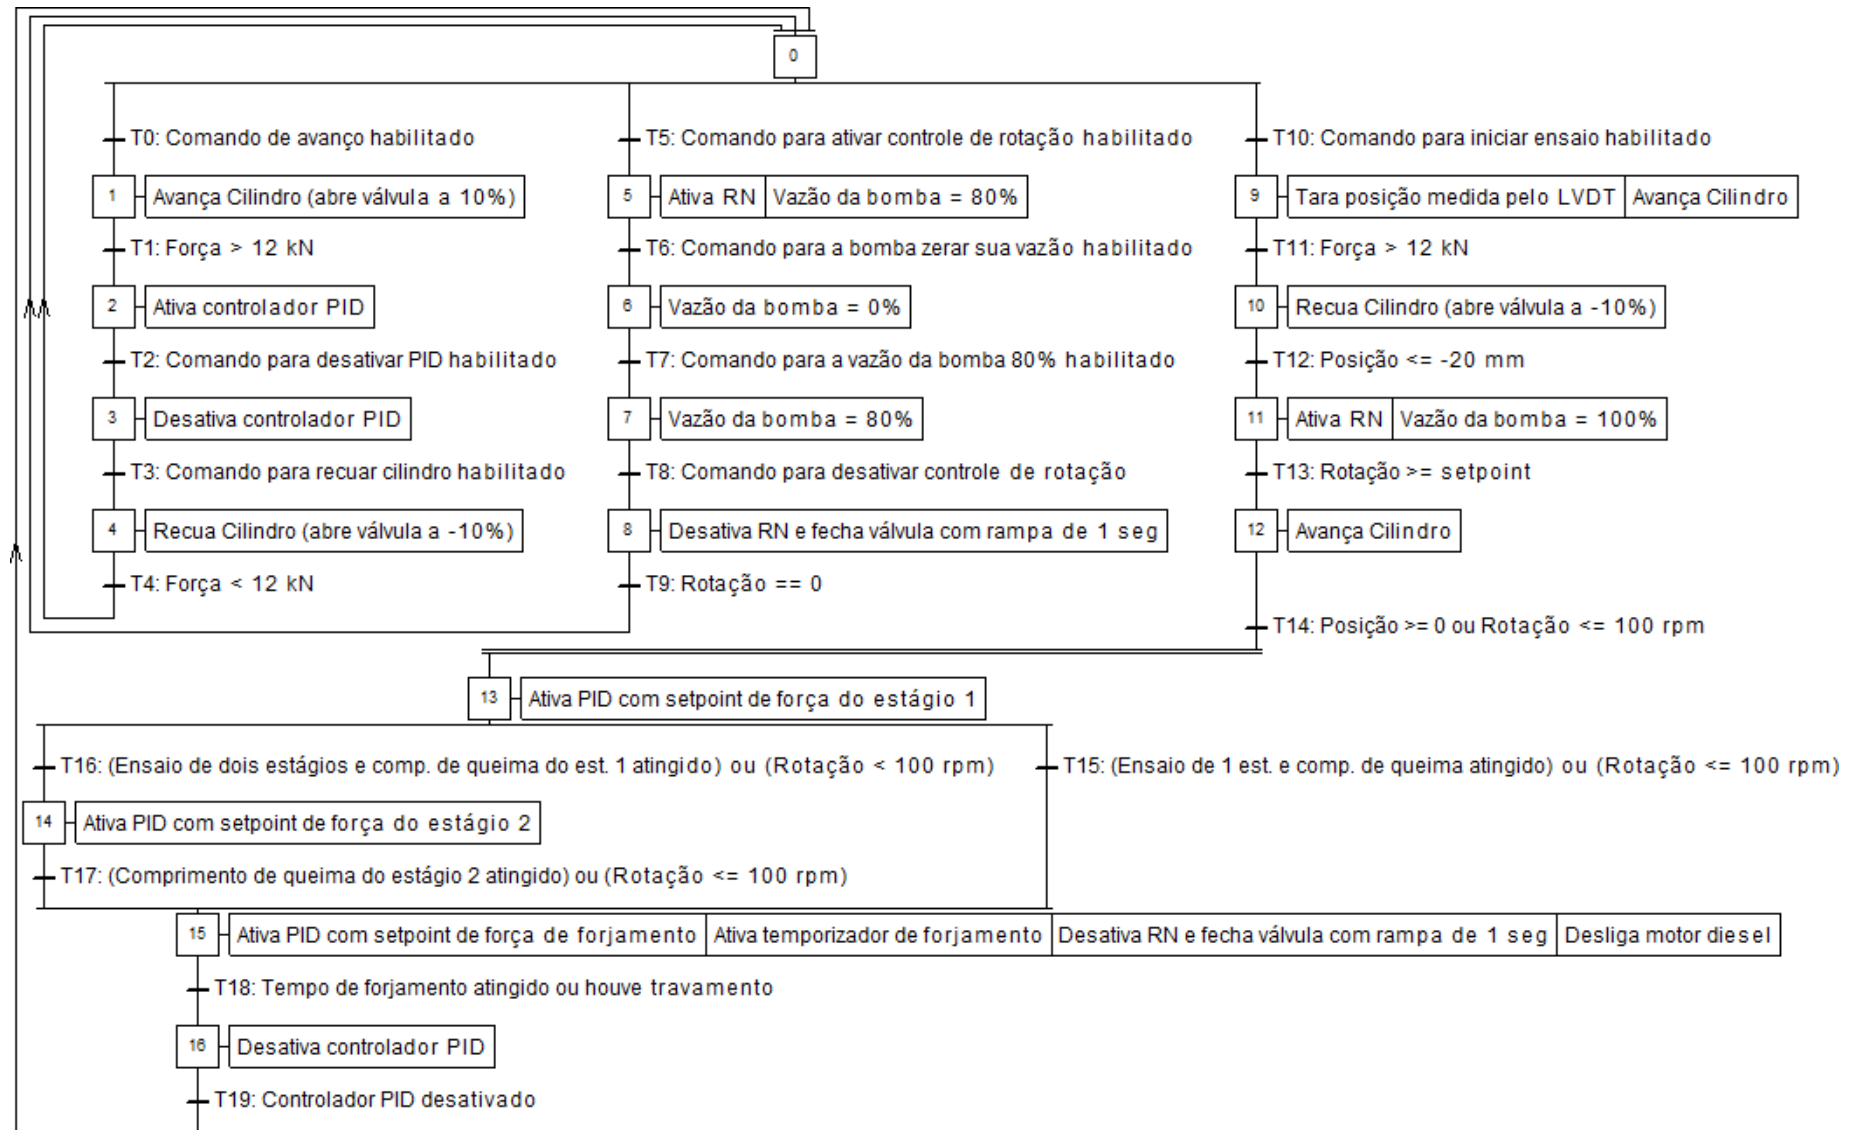 0
T0: Comando de avanço habilitado
T5: Comando para ativar controle de rotação habilitado
T10: Comando para iniciar ensaio habilitado
1 Avança Cilindro (abre válvula a 10%)
5 Ativa RN Vazão da bomba = 80%
9 Tara posição medida pelo LVDT Avança Cilindro
T1: Força > 12 kN
T6: Comando para a bomba zerar sua vazão habilitado
T11: Força > 12 kN
2 Ativa controlador PID
6 Vazão da bomba = 0%
10 Recua Cilindro (abre válvula a -10%)
T2: Comando para desativar PID habilitado
T7: Comando para a vazão da bomba 80% habilitado
T12: Posição <= -20 mm
3 Desativa controlador PID
7 Vazão da bomba = 80%
11 Ativa RN Vazão da bomba = 100%
T3: Comando para recuar cilindro habilitado
T8: Comando para desativar controle de rotação
T13: Rotação >= setpoint
4 Recua Cilindro (abre válvula a -10%)
8 Desativa RN e fecha válvula com rampa de 1 seg
12 Avança Cilindro
T4: Força < 12 kN
T9: Rotação == 0
T14: Posição >= 0 ou Rotação <= 100 rpm
13 Ativa PID com setpoint de força do estágio 1
T16: (Ensaio de dois estágios e comp. de queima do est. 1 atingido) ou (Rotação < 100 rpm)
T15: (Ensaio de 1 est. e comp. de queima atingido) ou (Rotação <= 100 rpm)
14 Ativa PID com setpoint de força do estágio 2
T17: (Comprimento de queima do estágio 2 atingido) ou (Rotação <= 100 rpm)
15 Ativa PID com setpoint de força de forjamento Ativa temporizador de forjamento Desativa RN e fecha válvula com rampa de 1 seg Desliga motor diesel
T18: Tempo de forjamento atingido ou houve travamento
16 Desativa controlador PID
T19: Controlador PID desativado